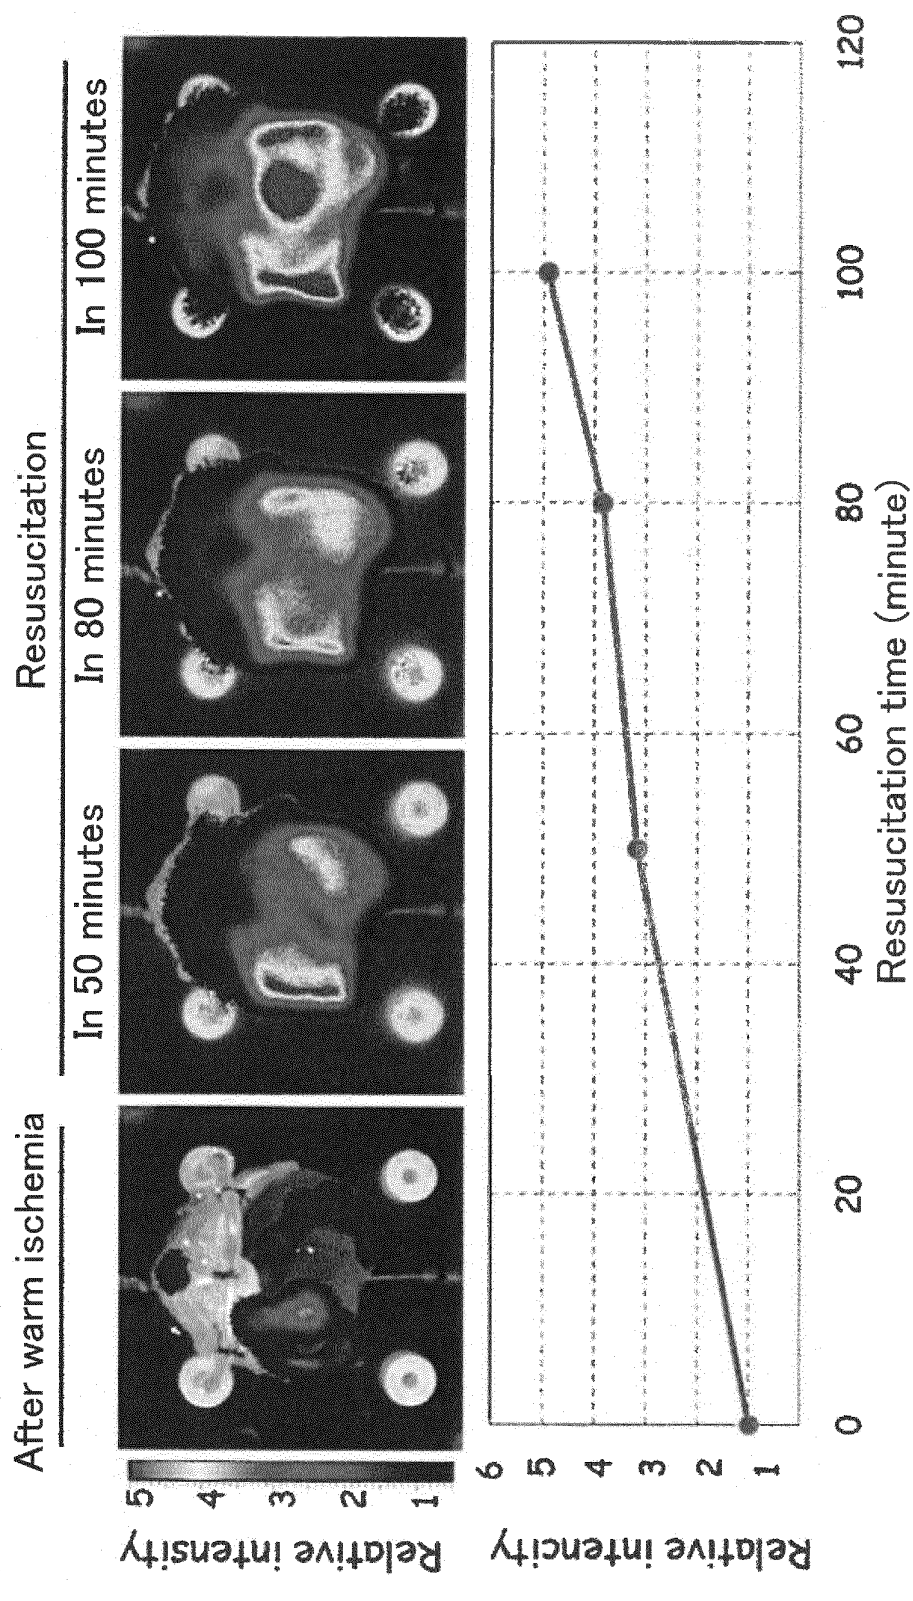 After warm ischemia
Resusucitation
In 50 minutes
In 80 minutes
In 100 minutes
Relative intensity
5
4
3
2
1
Relative intencity
6
5
4
3
2
1
0
20
40
60
80
100
120
Resusucitation time (minute)